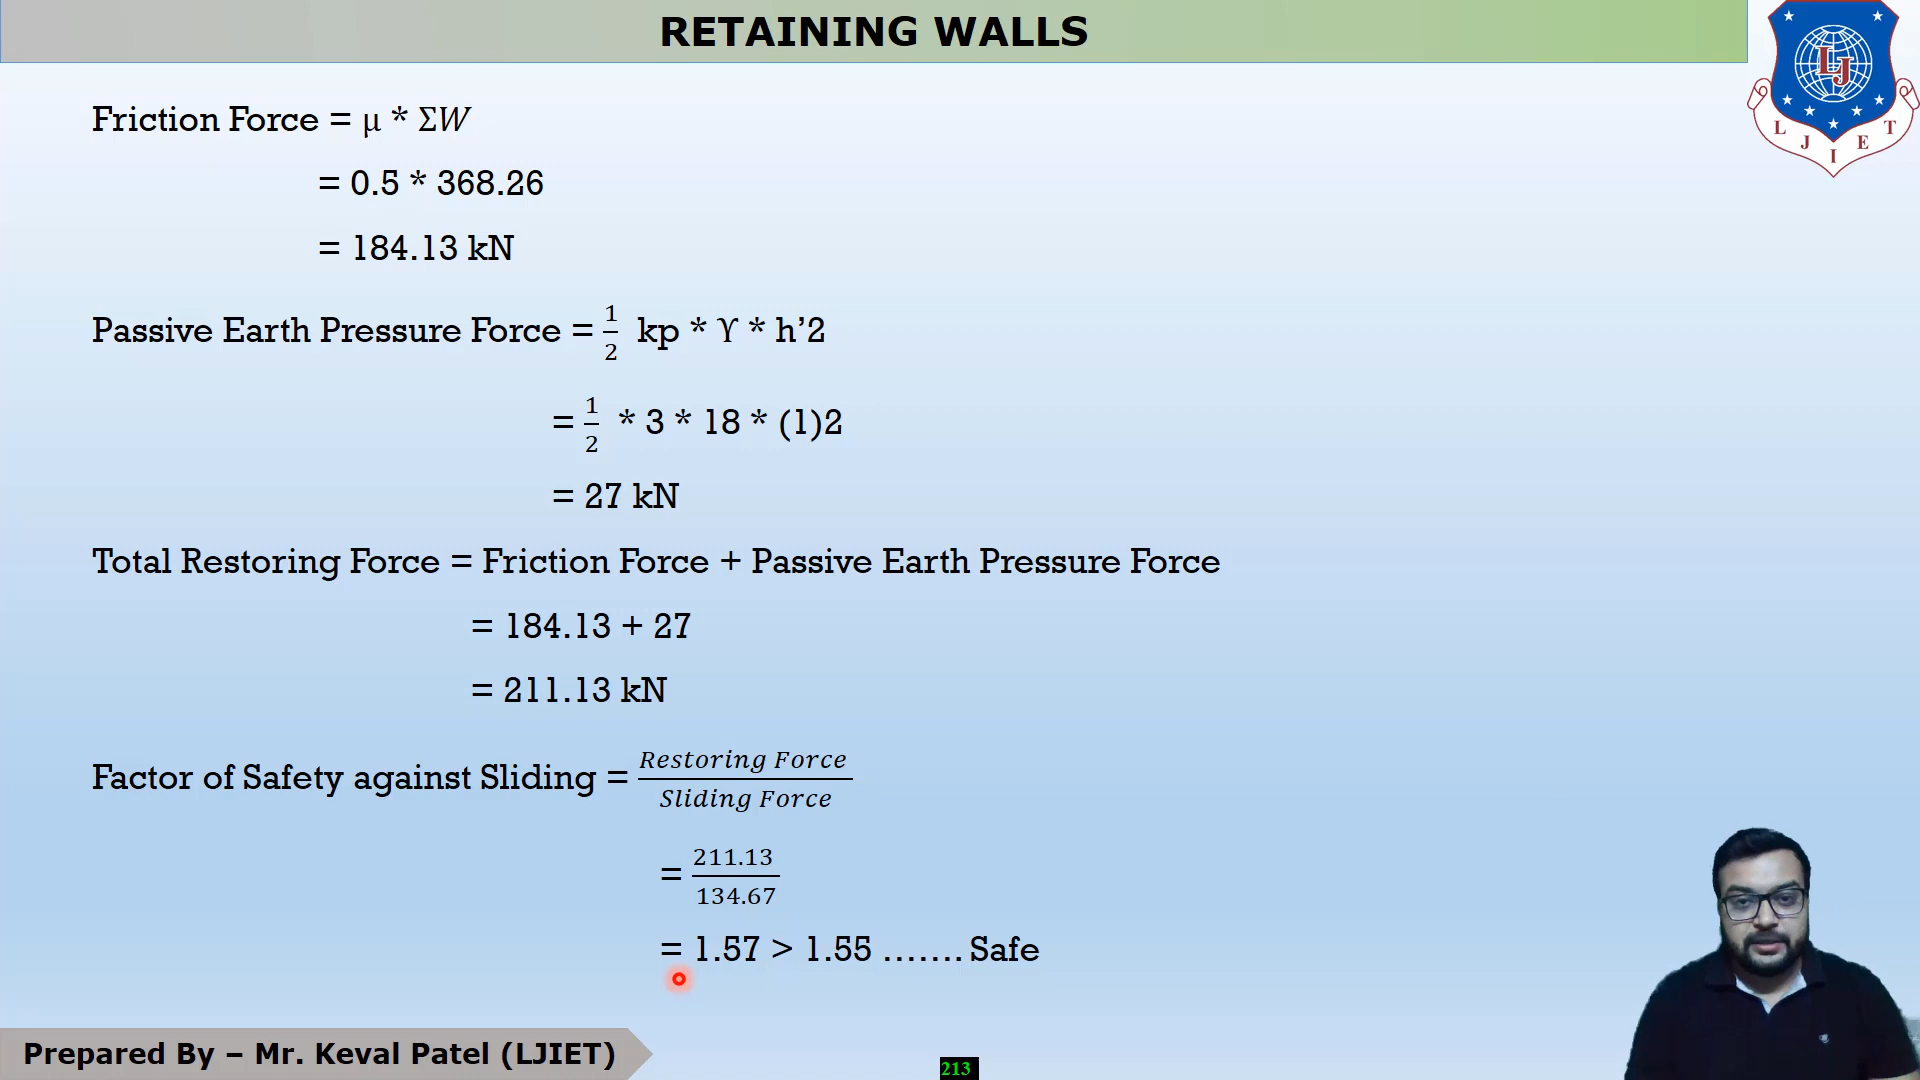 RETAINING WALLS
LJ
L J I E T
Friction Force = μ * ΣW
= 0.5 * 368.26
= 184.13 kN
Passive Earth Pressure Force = 1/2 kp * ϒ * h’2
= 1/2 * 3 * 18 * (1)2
= 27 kN
Total Restoring Force = Friction Force + Passive Earth Pressure Force
= 184.13 + 27
= 211.13 kN
Factor of Safety against Sliding = Restoring Force / Sliding Force
= 211.13 / 134.67
= 1.57 > 1.55 ....... Safe
Prepared By – Mr. Keval Patel (LJIET)
213